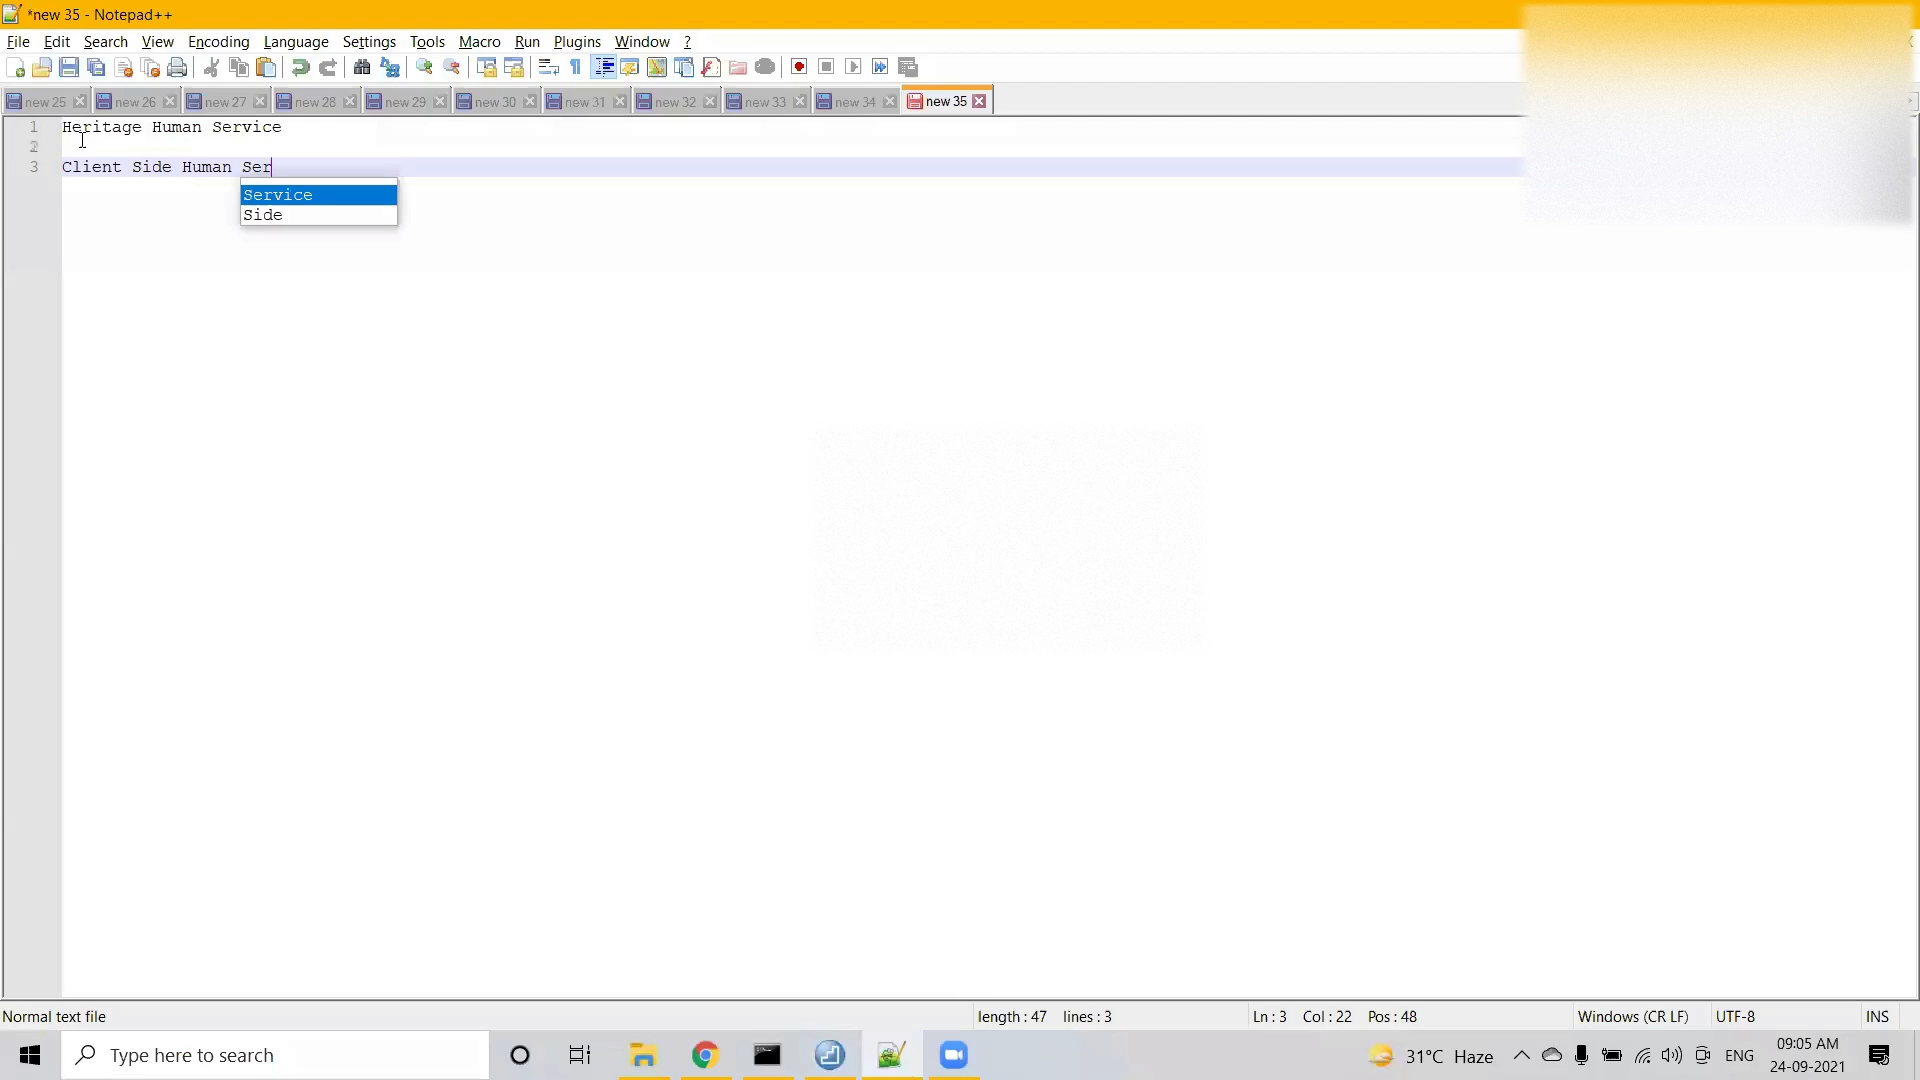 *new 35 - Notepad++
File Edit Search View Encoding Language Settings Tools Macro Run Plugins Window ?
new 25 new 26 new 27 new 28 new 29 new 30 new 31 new 32 new 33 new 34 new 35
1 Heritage Human Service
2
3 Client Side Human Ser
Service
Side
Normal text file length : 47 lines : 3 Ln : 3 Col : 22 Pos : 48 Windows (CR LF) UTF-8 INS
Type here to search 31°C Haze ENG 09:05 AM
24-09-2021